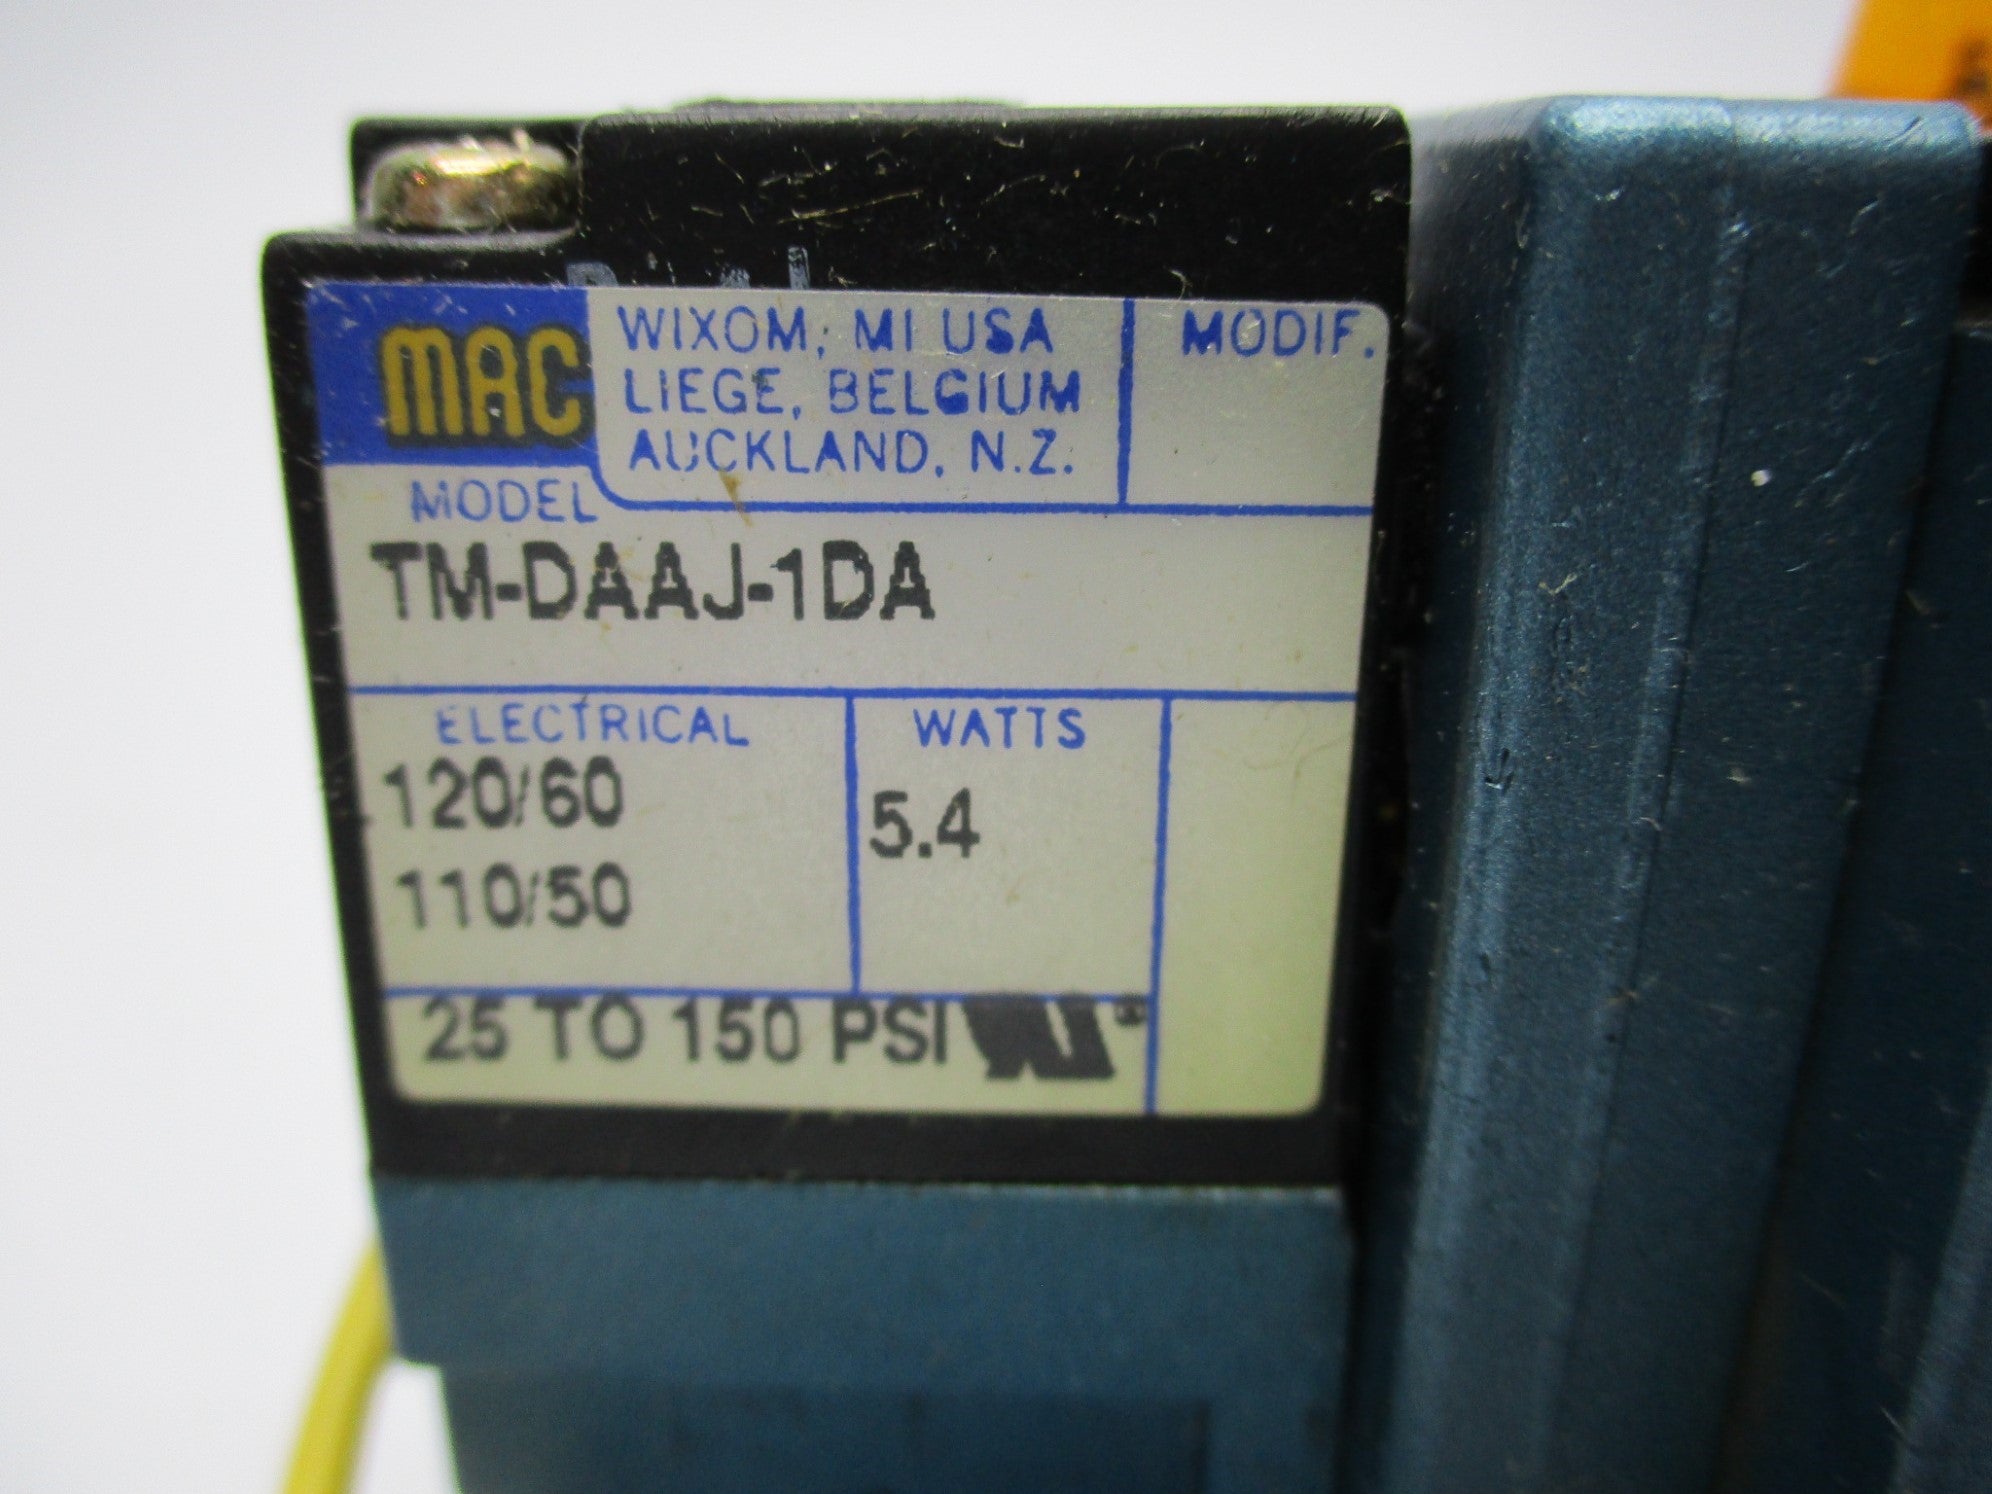 MAC
WIXOM, MI USA
LIEGE, BELGIUM
AUCKLAND, N.Z.
MODIF.
MODEL
TM-DAAJ-1DA
ELECTRICAL
WATTS
120/60
5.4
110/50
25 TO 150 PSI